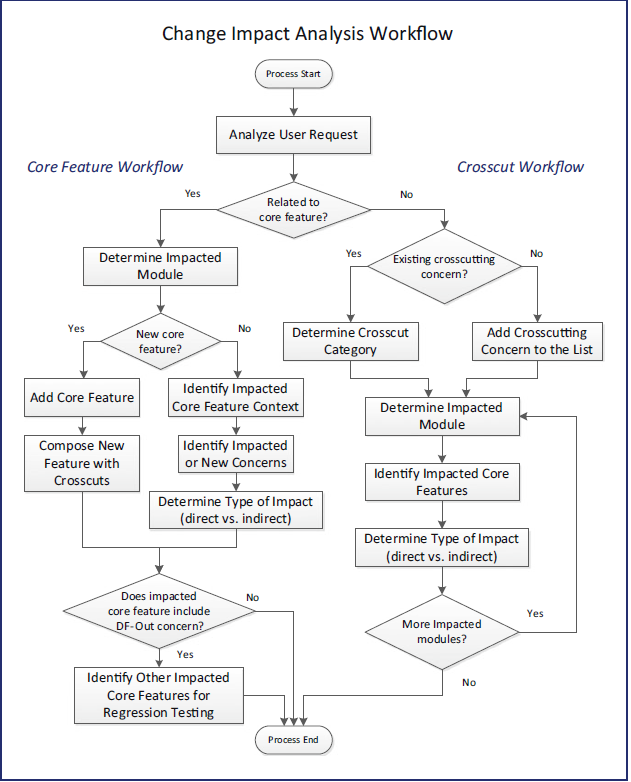 Change Impact Analysis Workflow
Process Start
Analyze User Request
Core Feature Workflow
Crosscut Workflow
Yes
Related to
core feature?
No
Determine Impacted
Module
Yes
Existing crosscutting
concern?
No
Yes
New core
feature?
No
Determine Crosscut
Category
Add Crosscutting
Concern to the List
Add Core Feature
Identify Impacted
Core Feature Context
Determine Impacted
Module
Compose New
Feature with
Crosscuts
Identify Impacted
or New Concerns
Identify Impacted Core
Features
Determine Type of Impact
(direct vs. indirect)
Determine Type of Impact
(direct vs. indirect)
Does impacted
core feature include
DF-Out concern?
No
Yes
More Impacted
modules?
Yes
No
Identify Other Impacted
Core Features for
Regression Testing
Process End